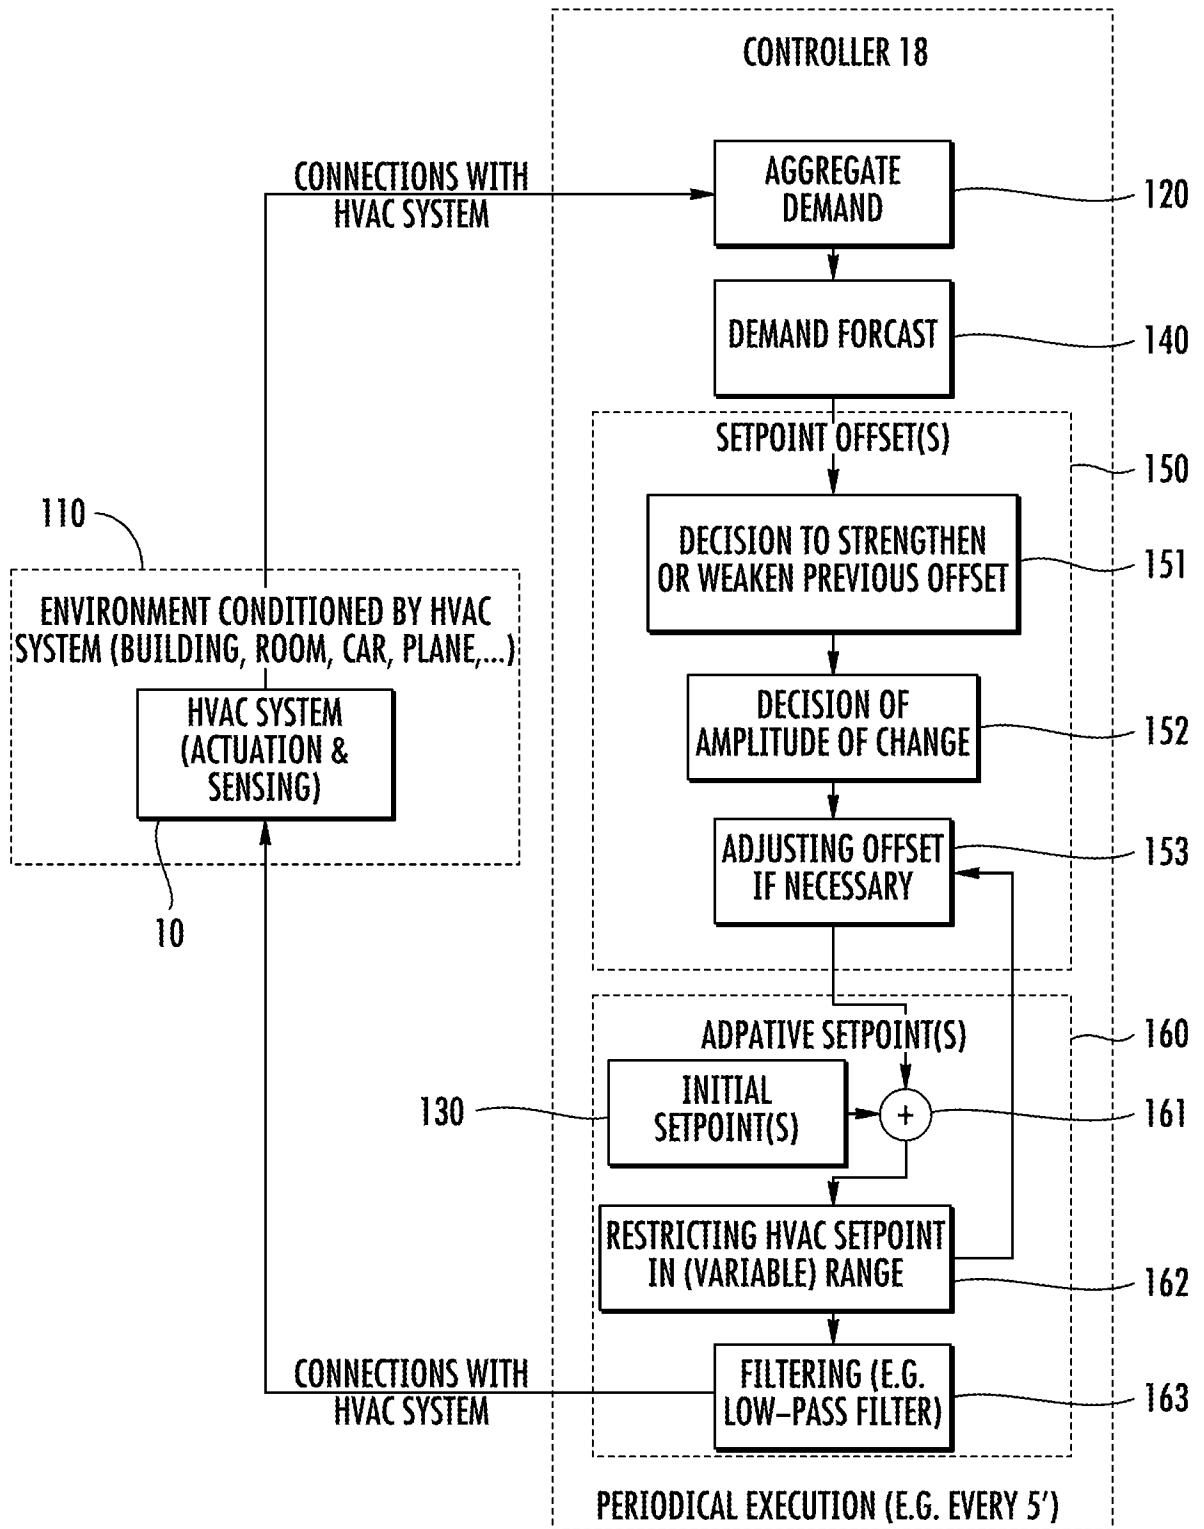 CONTROLLER 18
CONNECTIONS WITH
HVAC SYSTEM
AGGREGATE
DEMAND
120
DEMAND FORCAST
140
SETPOINT OFFSET(S)
150
110
DECISION TO STRENGTHEN
OR WEAKEN PREVIOUS OFFSET
151
ENVIRONMENT CONDITIONED BY HVAC
SYSTEM (BUILDING, ROOM, CAR, PLANE,...)
HVAC SYSTEM
(ACTUATION &
SENSING)
10
DECISION OF
AMPLITUDE OF CHANGE
152
ADJUSTING OFFSET
IF NECESSARY
153
ADPATIVE SETPOINT(S)
160
130
INITIAL
SETPOINT(S)
+
161
RESTRICTING HVAC SETPOINT
IN (VARIABLE) RANGE
162
CONNECTIONS WITH
HVAC SYSTEM
FILTERING (E.G.
LOW–PASS FILTER)
163
PERIODICAL EXECUTION (E.G. EVERY 5')